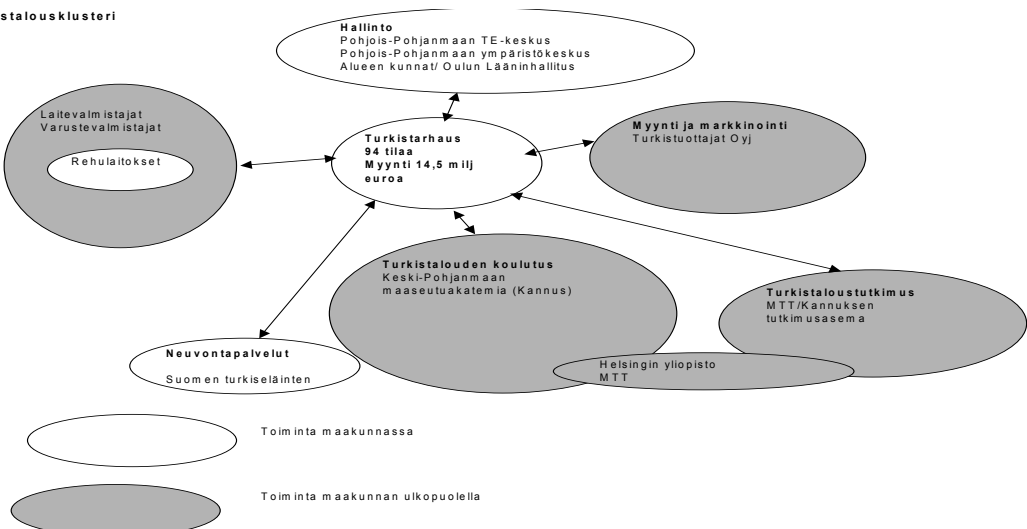 stalousklusteri
Hallinto
Pohjois-Pohjanmaan TE-keskus
Pohjois-Pohjanmaan ympäristökeskus
Alueen kunnat/ Oulun Lääninhallitus
Laitevalmistajat
Varustevalmistajat
Rehulaitokset
Turkistarhaus
94 tilaa
Myynti 14,5 milj
euroa
Myynti ja markkinointi
Turkistuottajat Oyj
Turkistalouden koulutus
Keski-Pohjanmaan
maaseutuakatemia (Kannus)
Turkistaloustutkimus
MTT/Kannuksen
tutkimusasema
Neuvontapalvelut
Suomen turkiseläinten
Helsingin yliopisto
MTT
Toiminta maakunnassa
Toiminta maakunnan ulkopuolella